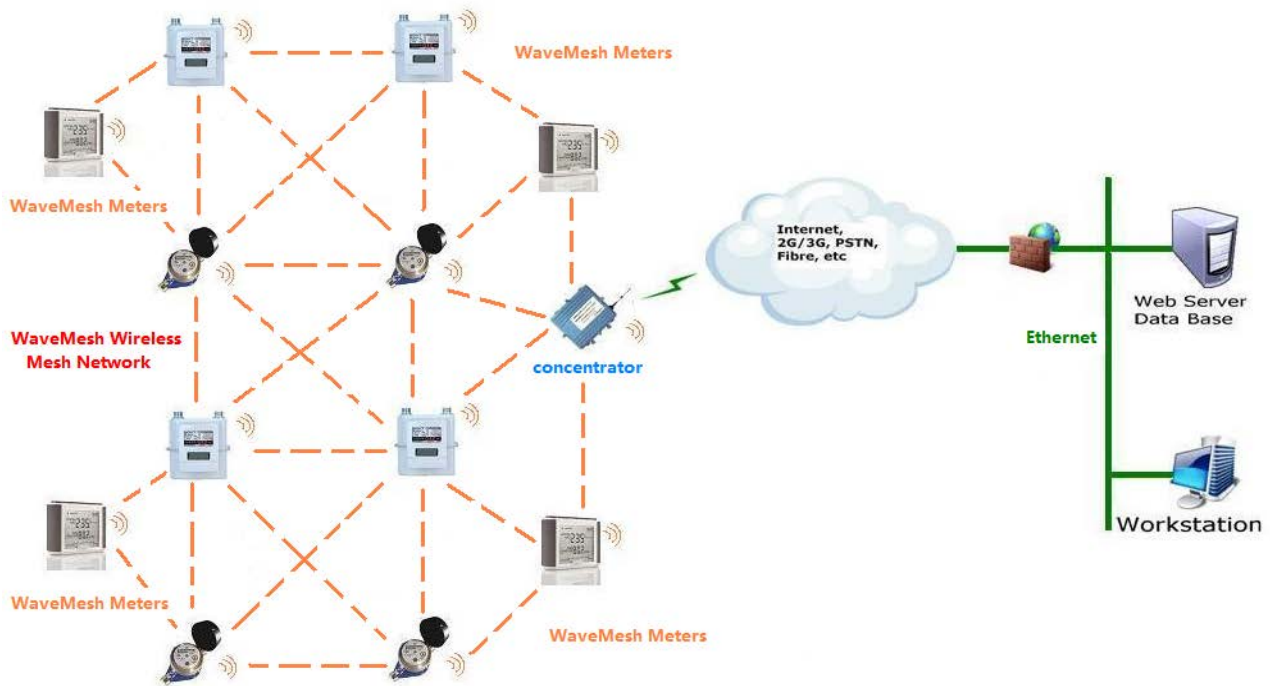 WaveMesh Meters
WaveMesh Meters
Internet,
2G/3G, PSTN,
Fibre, etc
Web Server
Data Base
WaveMesh Wireless
Mesh Network
concentrator
Ethernet
Workstation
WaveMesh Meters
WaveMesh Meters